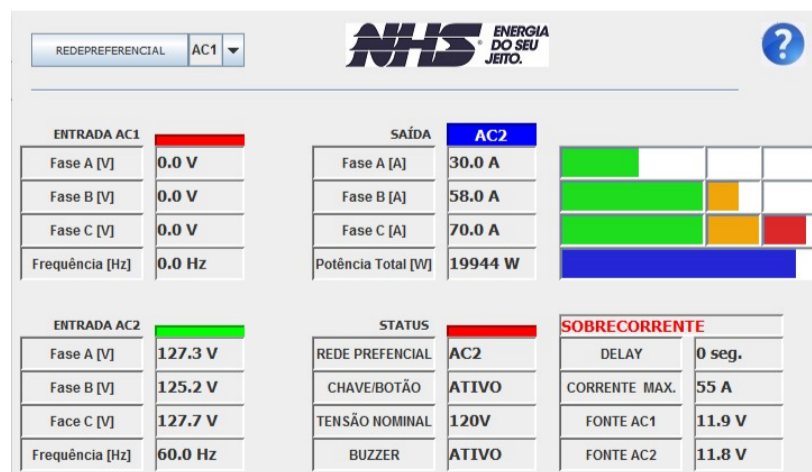 REDEPREFERENCIAL AC1
NHS ENERGIA
DO SEU
JEITO.
?
ENTRADA AC1
Fase A [V] 0.0 V
Fase B [V] 0.0 V
Fase C [V] 0.0 V
Frequência [Hz] 0.0 Hz
SAÍDA AC2
Fase A [A] 30.0 A
Fase B [A] 58.0 A
Fase C [A] 70.0 A
Potência Total [W] 19944 W
ENTRADA AC2
Fase A [V] 127.3 V
Fase B [V] 125.2 V
Face C [V] 127.7 V
Frequência [Hz] 60.0 Hz
STATUS
REDE PREFENCIAL AC2
CHAVE/BOTÃO ATIVO
TENSÃO NOMINAL 120V
BUZZER ATIVO
SOBRECORRENTE
DELAY 0 seg.
CORRENTE MAX. 55 A
FONTE AC1 11.9 V
FONTE AC2 11.8 V